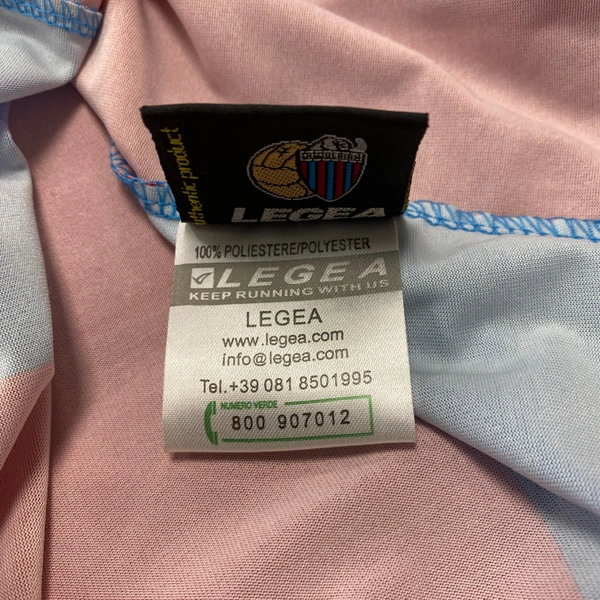 authentic product
LEGEA
100% POLIESTERE/POLYESTER
LEGEA
KEEP RUNNING WITH US
LEGEA
www.legea.com
info@legea.com
Tel.+39 081 8501995
NUMERO VERDE
800 907012